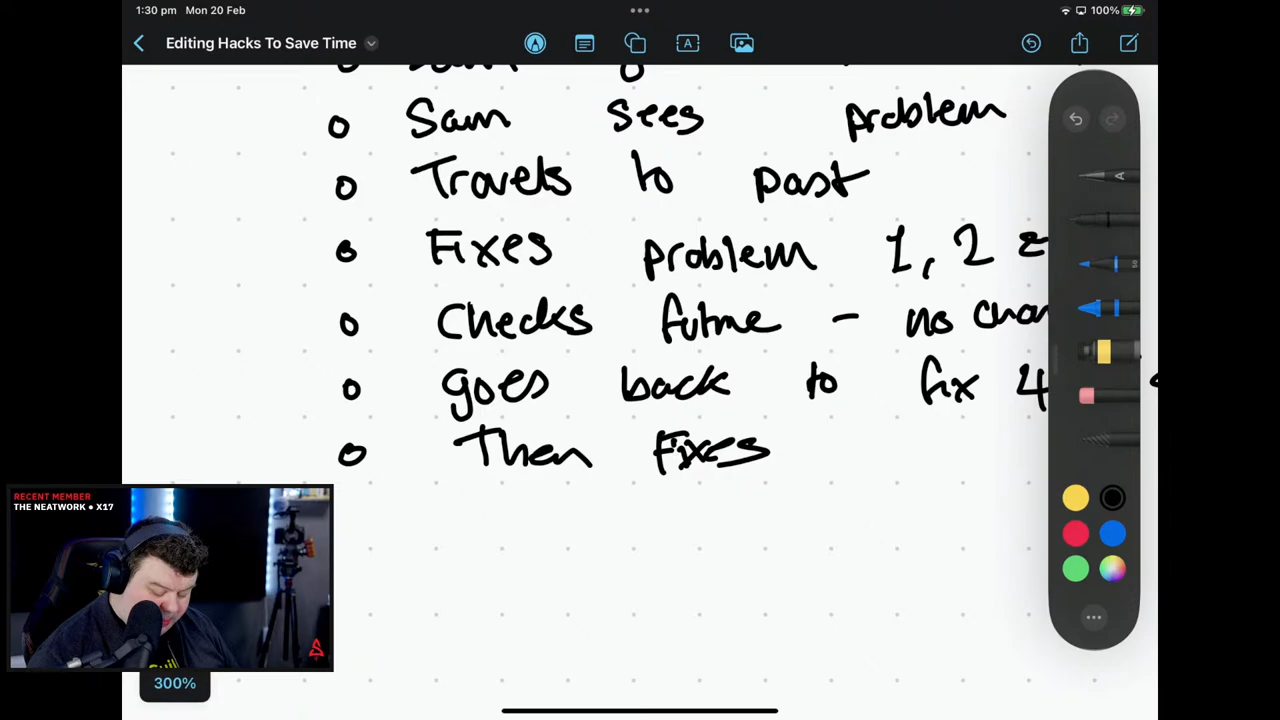 1:30 pm Mon 20 Feb
100%
Editing Hacks To Save Time
A
o Sam sees problem
o Travels to past
o Fixes problem 1, 2
o Checks future - no
o goes back to fix 4
o Then Fixes
A
50
RECENT MEMBER
THE NEATWORK ● X17
300%